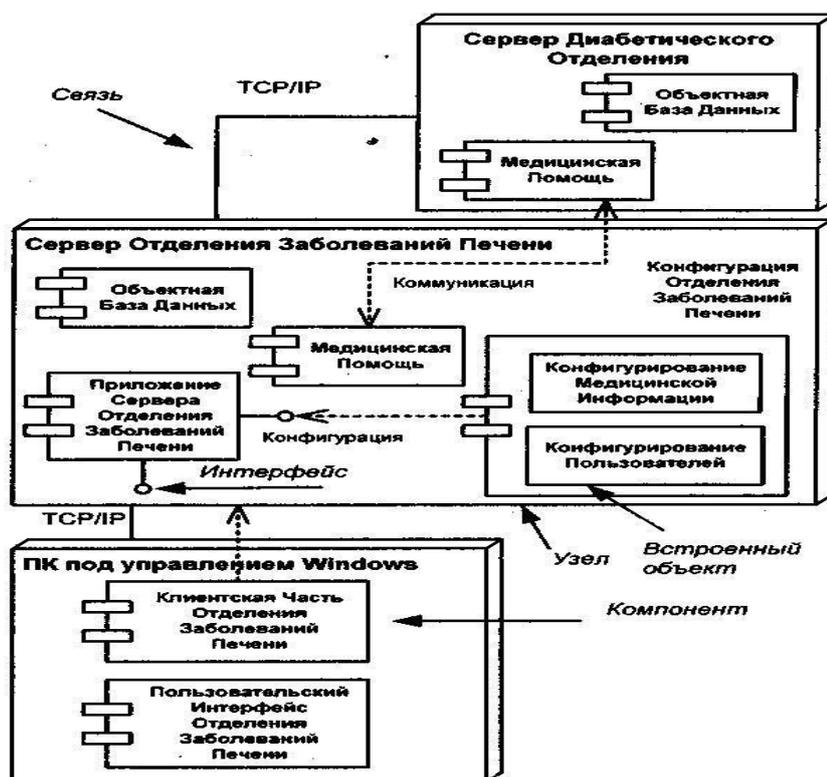 Сервер Диабетического
Отделения
TCP/IP
Связь
Объектная
База Данных
Медицинская
Помощь
Сервер Отделения Заболеваний Печени
Объектная
База Данных
Коммуникация
Конфигурация
Отделения
Заболеваний
Печени
Медицинская
Помощь
Приложение
Сервера
Отделения
Заболеваний
Печени
Конфигурация
Конфигурирование
Медицинской
Информации
Конфигурирование
Пользователей
Интерфейс
TCP/IP
Узел
Встроенный
объект
ПК под управлением Windows
Клиентская Часть
Отделения
Заболеваний
Печени
Компонент
Пользовательский
Интерфейс
Отделения
Заболеваний
Печени